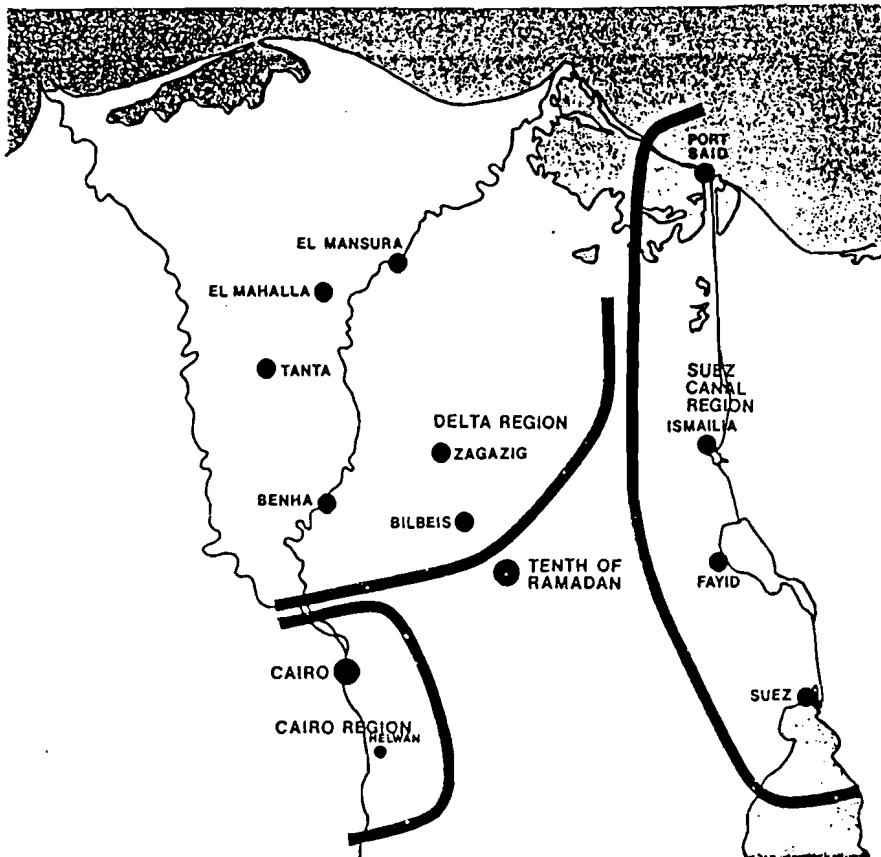 PORT
SAID
EL MANSURA
EL MAHALLA
TANTA
SUEZ
CANAL
REGION
DELTA REGION
ISMAILIA
ZAGAZIG
BENHA
BILBEIS
TENTH OF
RAMADAN
FAYID
CAIRO
SUEZ
CAIRO REGION
HELWAN